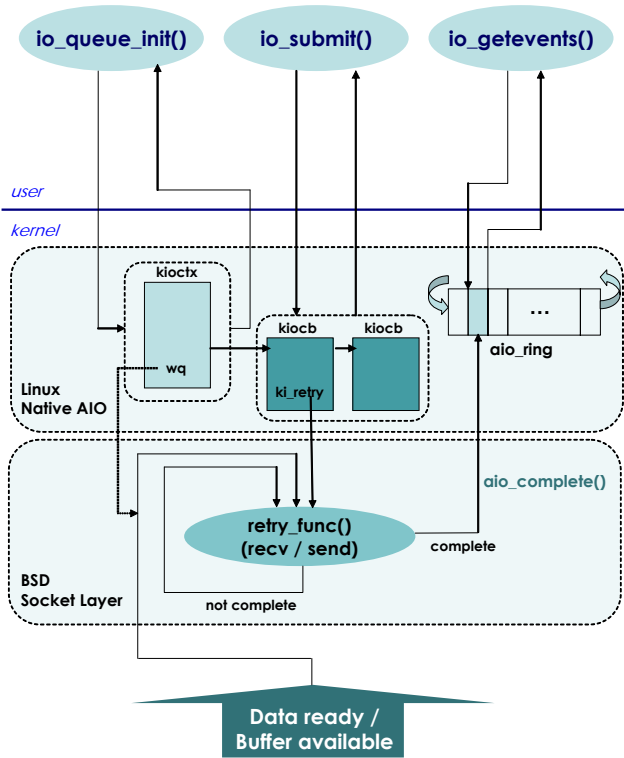 io_queue_init()
io_submit()
io_getevents()
user
kernel
kioctx
wq
kiocb
kiocb
ki_retry
...
aio_ring
Linux
Native AIO
aio_complete()
retry_func()
(recv / send)
complete
not complete
BSD
Socket Layer
Data ready /
Buffer available